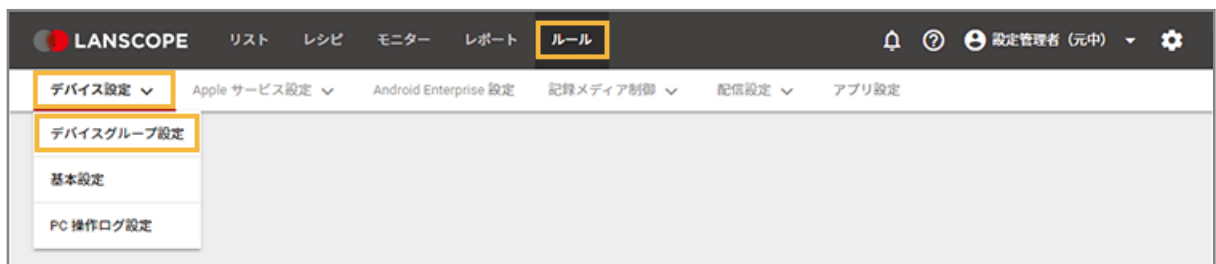 LANSCOPE リスト レシピ モニター レポート ルール 設定管理者（元中）
デバイス設定 Apple サービス設定 Android Enterprise 設定 記録メディア制御 配信設定 アプリ設定
デバイスグループ設定
基本設定
PC 操作ログ設定